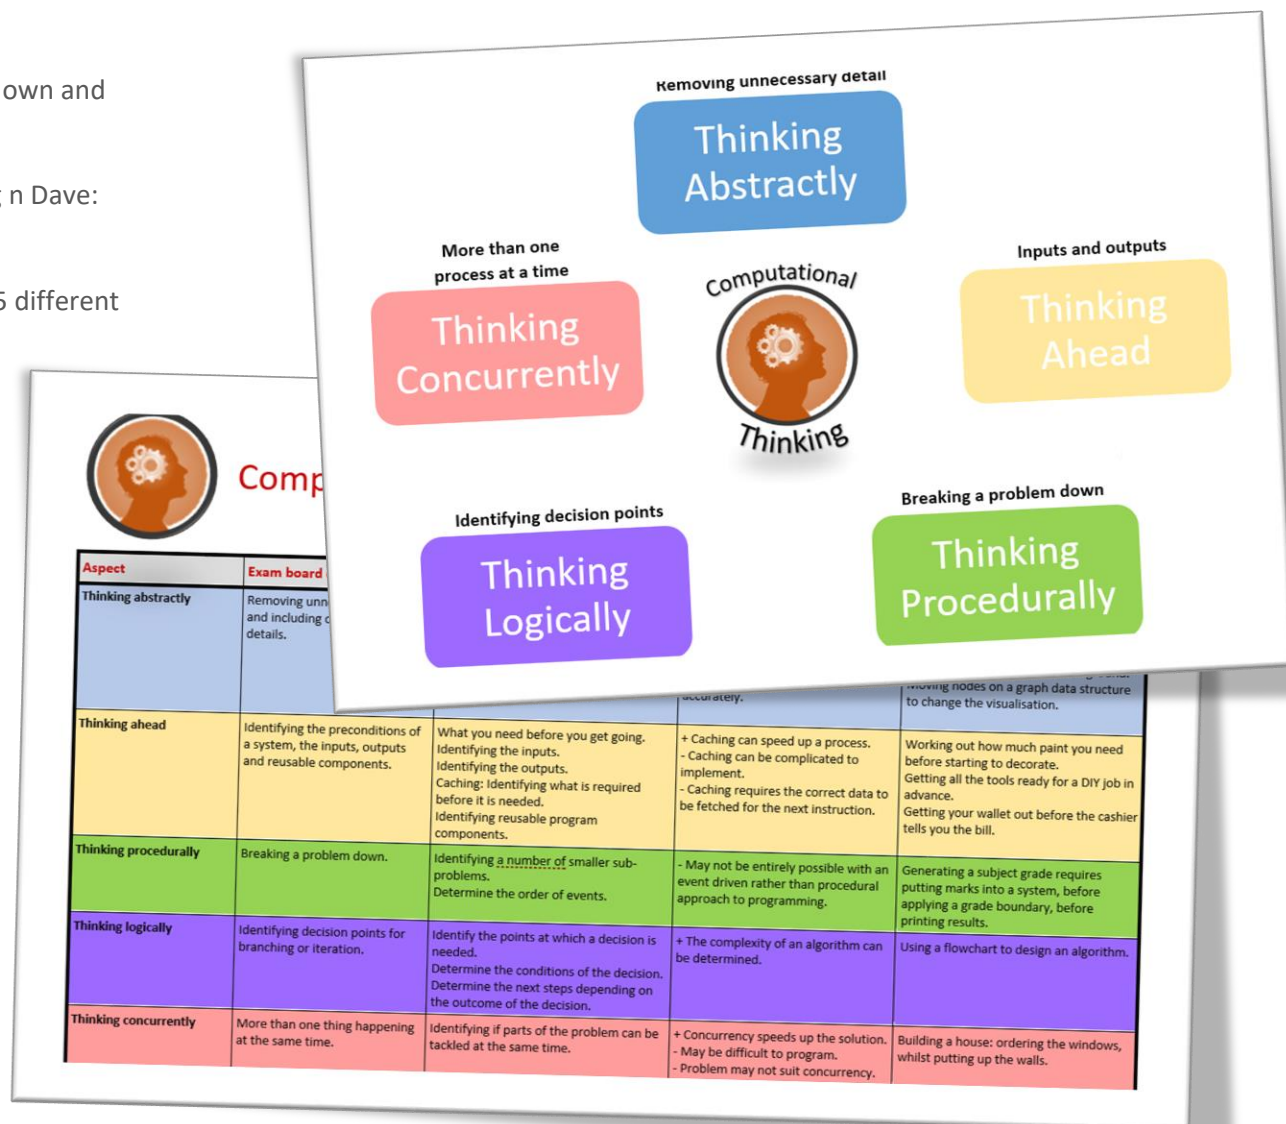 own and
n Dave:
5 different
Removing unnecessary detail
Thinking
Abstractly
More than one
process at a time
Thinking
Concurrently
Computational
Thinking
Inputs and outputs
Thinking
Ahead
Identifying decision points
Thinking
Logically
Breaking a problem down
Thinking
Procedurally
Aspect
Exam board
Thinking abstractly
Removing
and including
details.
accurately.
Moving nodes on a graph data structure
to change the visualisation.
Thinking ahead
Identifying the preconditions of
a system, the inputs, outputs
and reusable components.
What you need before you get going.
Identifying the inputs.
Identifying the outputs.
Caching: Identifying what is required
before it is needed.
Identifying reusable program
components.
+ Caching can speed up a process.
- Caching can be complicated to
implement.
- Caching requires the correct data to
be fetched for the next instruction.
Working out how much paint you need
before starting to decorate.
Getting all the tools ready for a DIY job in
advance.
Getting your wallet out before the cashier
tells you the bill.
Thinking procedurally
Breaking a problem down.
Identifying a number of smaller sub-
problems.
Determine the order of events.
- May not be entirely possible with an
event driven rather than procedural
approach to programming.
Generating a subject grade requires
putting marks into a system, before
applying a grade boundary, before
printing results.
Thinking logically
Identifying decision points for
branching or iteration.
Identify the points at which a decision is
needed.
Determine the conditions of the decision.
Determine the next steps depending on
the outcome of the decision.
+ The complexity of an algorithm can
be determined.
Using a flowchart to design an algorithm.
Thinking concurrently
More than one thing happening
at the same time.
Identifying if parts of the problem can be
tackled at the same time.
+ Concurrency speeds up the solution.
- May be difficult to program.
- Problem may not suit concurrency.
Building a house: ordering the windows,
whilst putting up the walls.